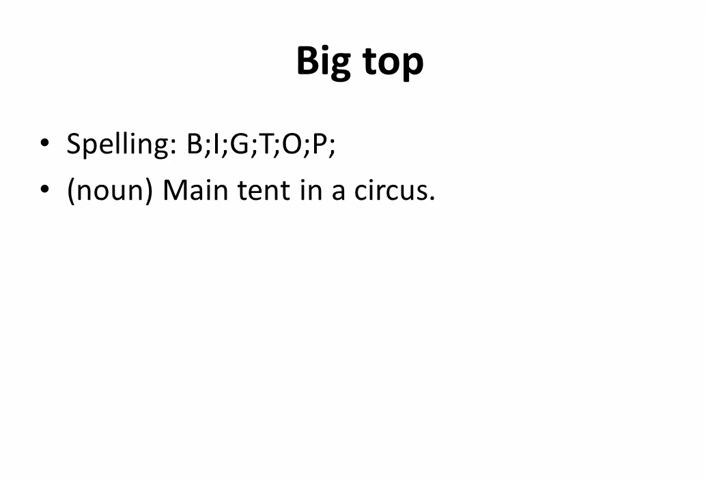 Big top
• Spelling: B;I;G;T;O;P;
• (noun) Main tent in a circus.